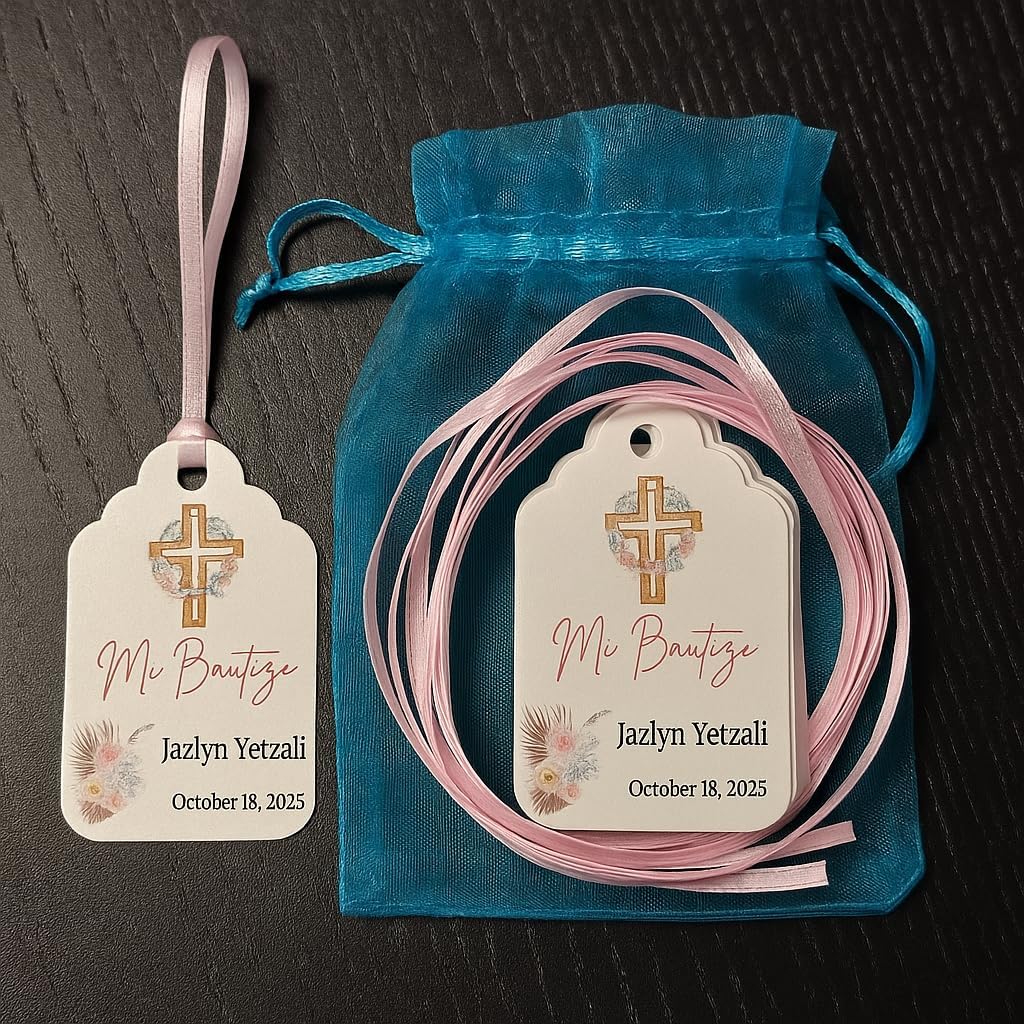 Mi Bautize
Jazlyn Yetzali
October 18, 2025
Mi Bautize
Jazlyn Yetzali
October 18, 2025